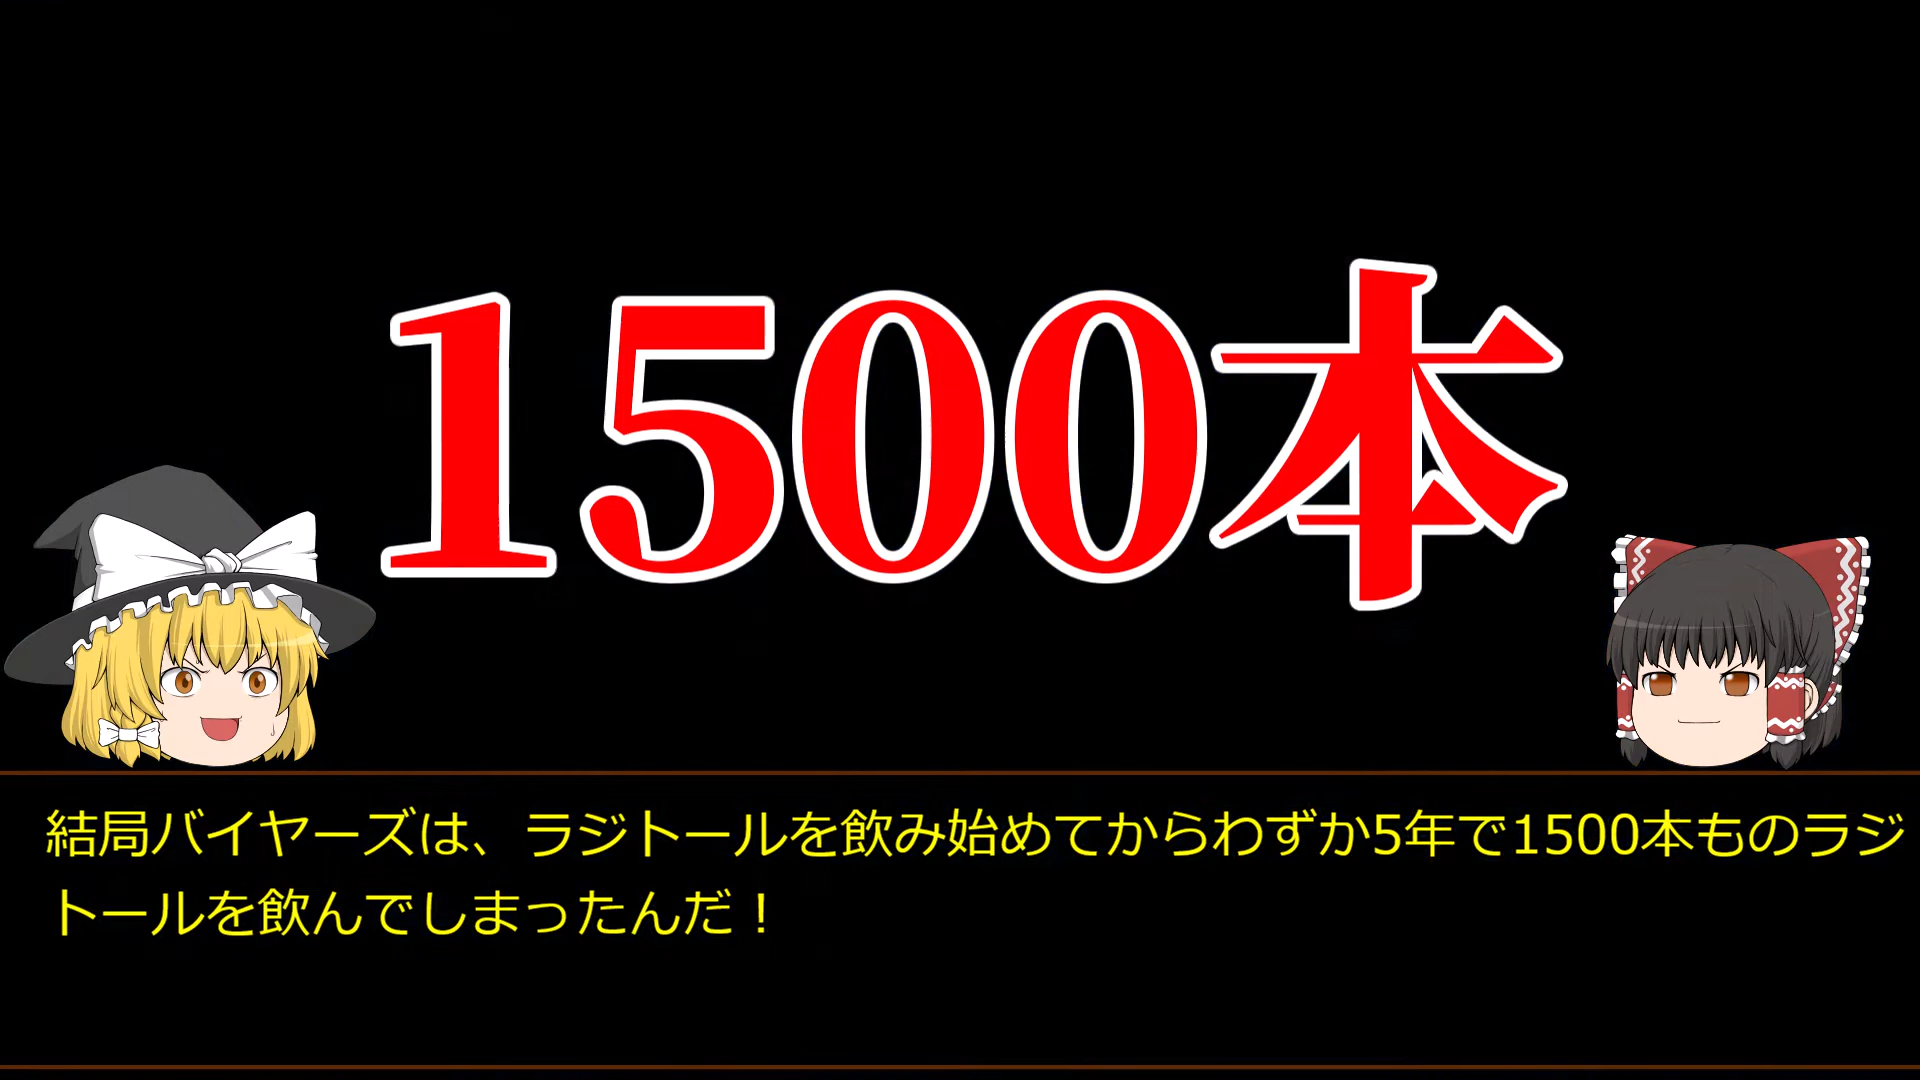 1500本
結局バイヤーズは、ラジトールを飲み始めてからわずか5年で1500本ものラジ
トールを飲んでしまったんだ！